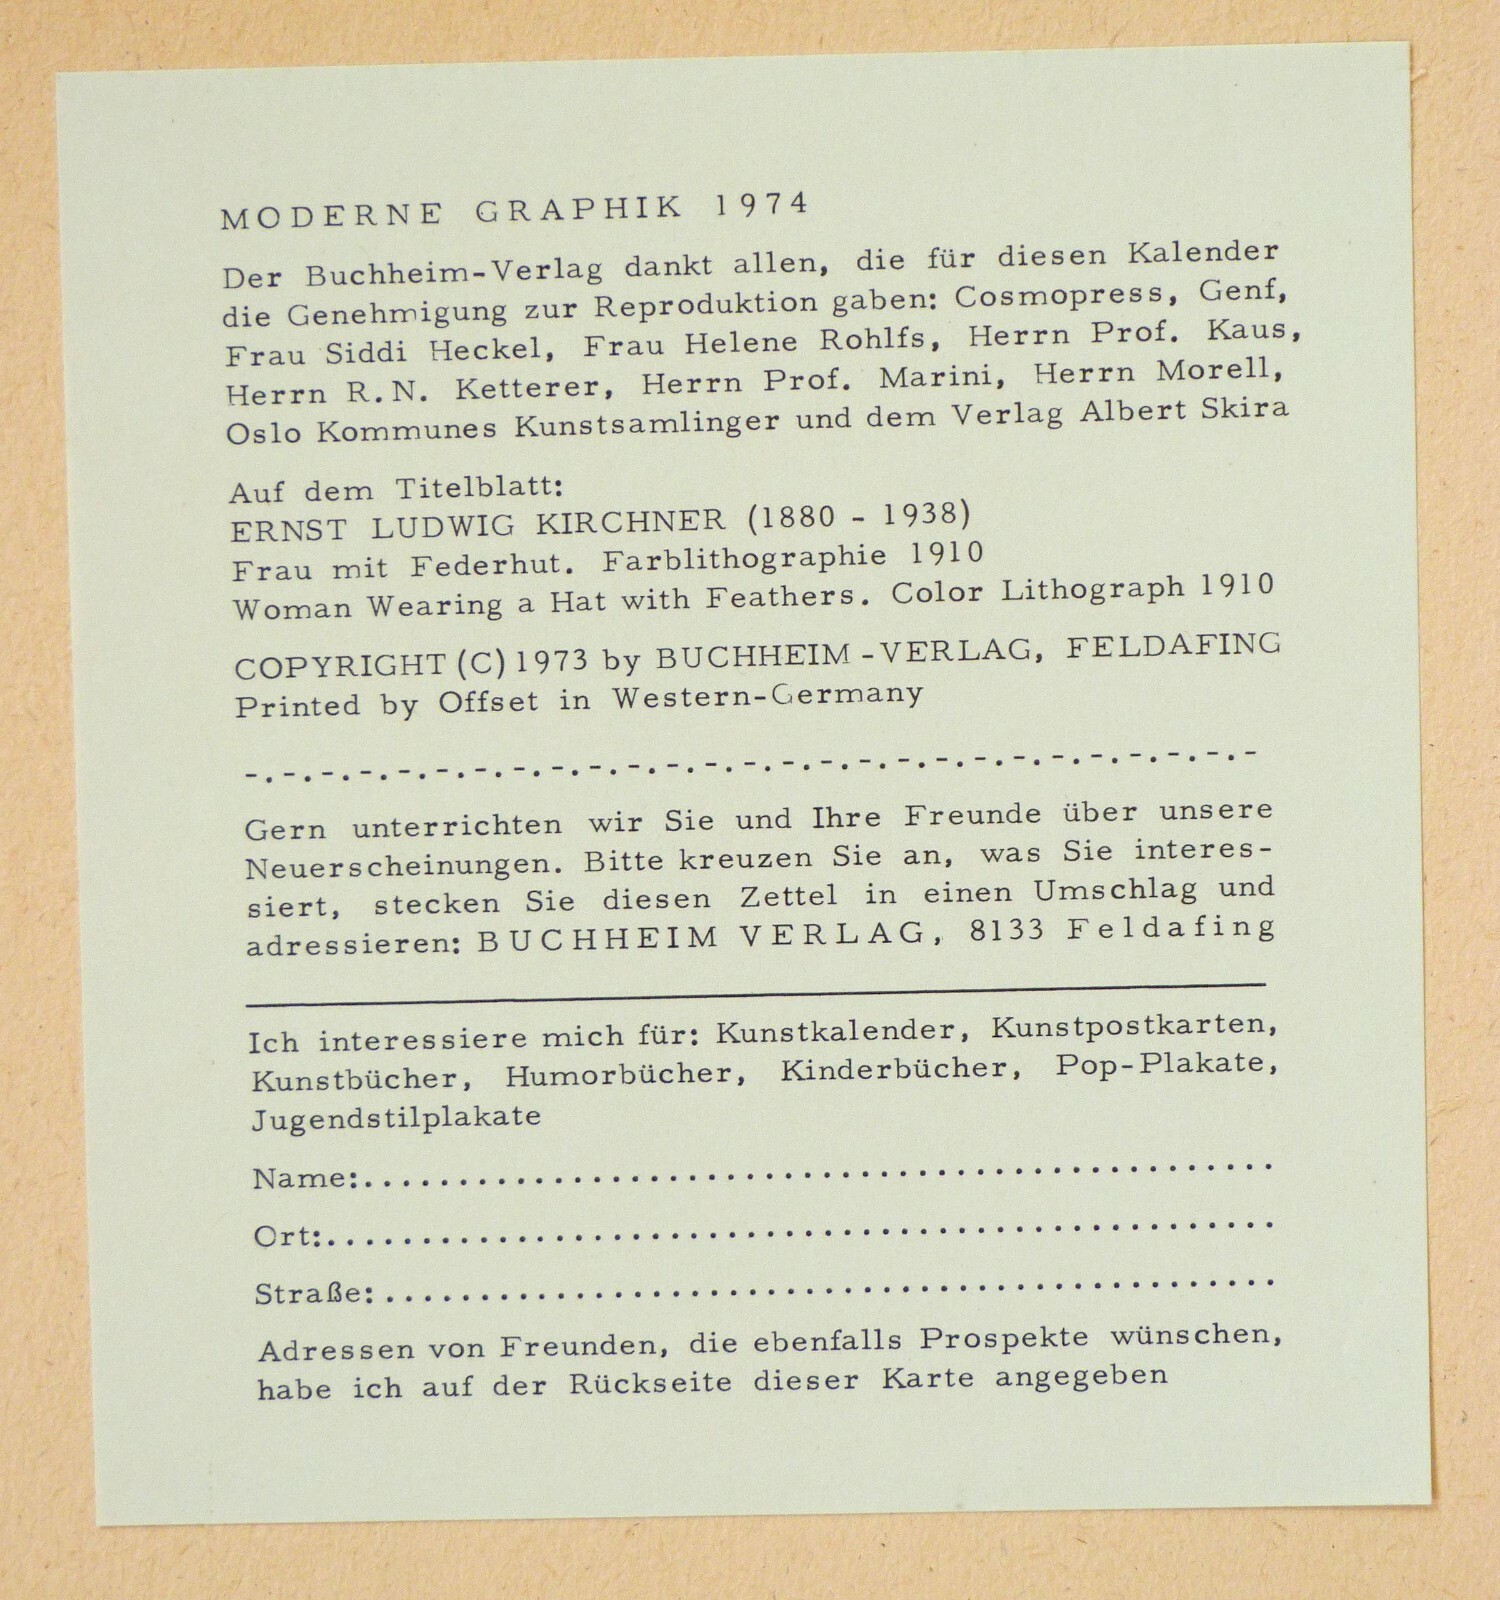 MODERNE GRAPHIK 1974
Der Buchheim-Verlag dankt allen, die für diesen Kalender
die Genehmigung zur Reproduktion gaben: Cosmopress, Genf,
Frau Siddi Heckel, Frau Helene Rohlfs, Herrn Prof. Kaus,
Herrn R.N. Ketterer, Herrn Prof. Marini, Herrn Morell,
Oslo Kommunes Kunstsamlinger und dem Verlag Albert Skira
Auf dem Titelblatt:
ERNST LUDWIG KIRCHNER (1880 - 1938)
Frau mit Federhut. Farblithographie 1910
Woman Wearing a Hat with Feathers. Color Lithograph 1910
COPYRIGHT (C) 1973 by BUCHHEIM-VERLAG, FELDAFING
Printed by Offset in Western-Germany
-.-.-.-.-.-.-.-.-.-.-.-.-.-.-.-.-.-.-.-.-.-.-.-.-.-.-
Gern unterrichten wir Sie und Ihre Freunde über unsere
Neuerscheinungen. Bitte kreuzen Sie an, was Sie interes-
siert, stecken Sie diesen Zettel in einen Umschlag und
adressieren: BUCHHEIM VERLAG, 8133 Feldafing
Ich interessiere mich für: Kunstkalender, Kunstpostkarten,
Kunstbücher, Humorbücher, Kinderbücher, Pop-Plakate,
Jugendstilplakate
Name:................................................
Ort:..................................................
Straße:...............................................
Adressen von Freunden, die ebenfalls Prospekte wünschen,
habe ich auf der Rückseite dieser Karte angegeben